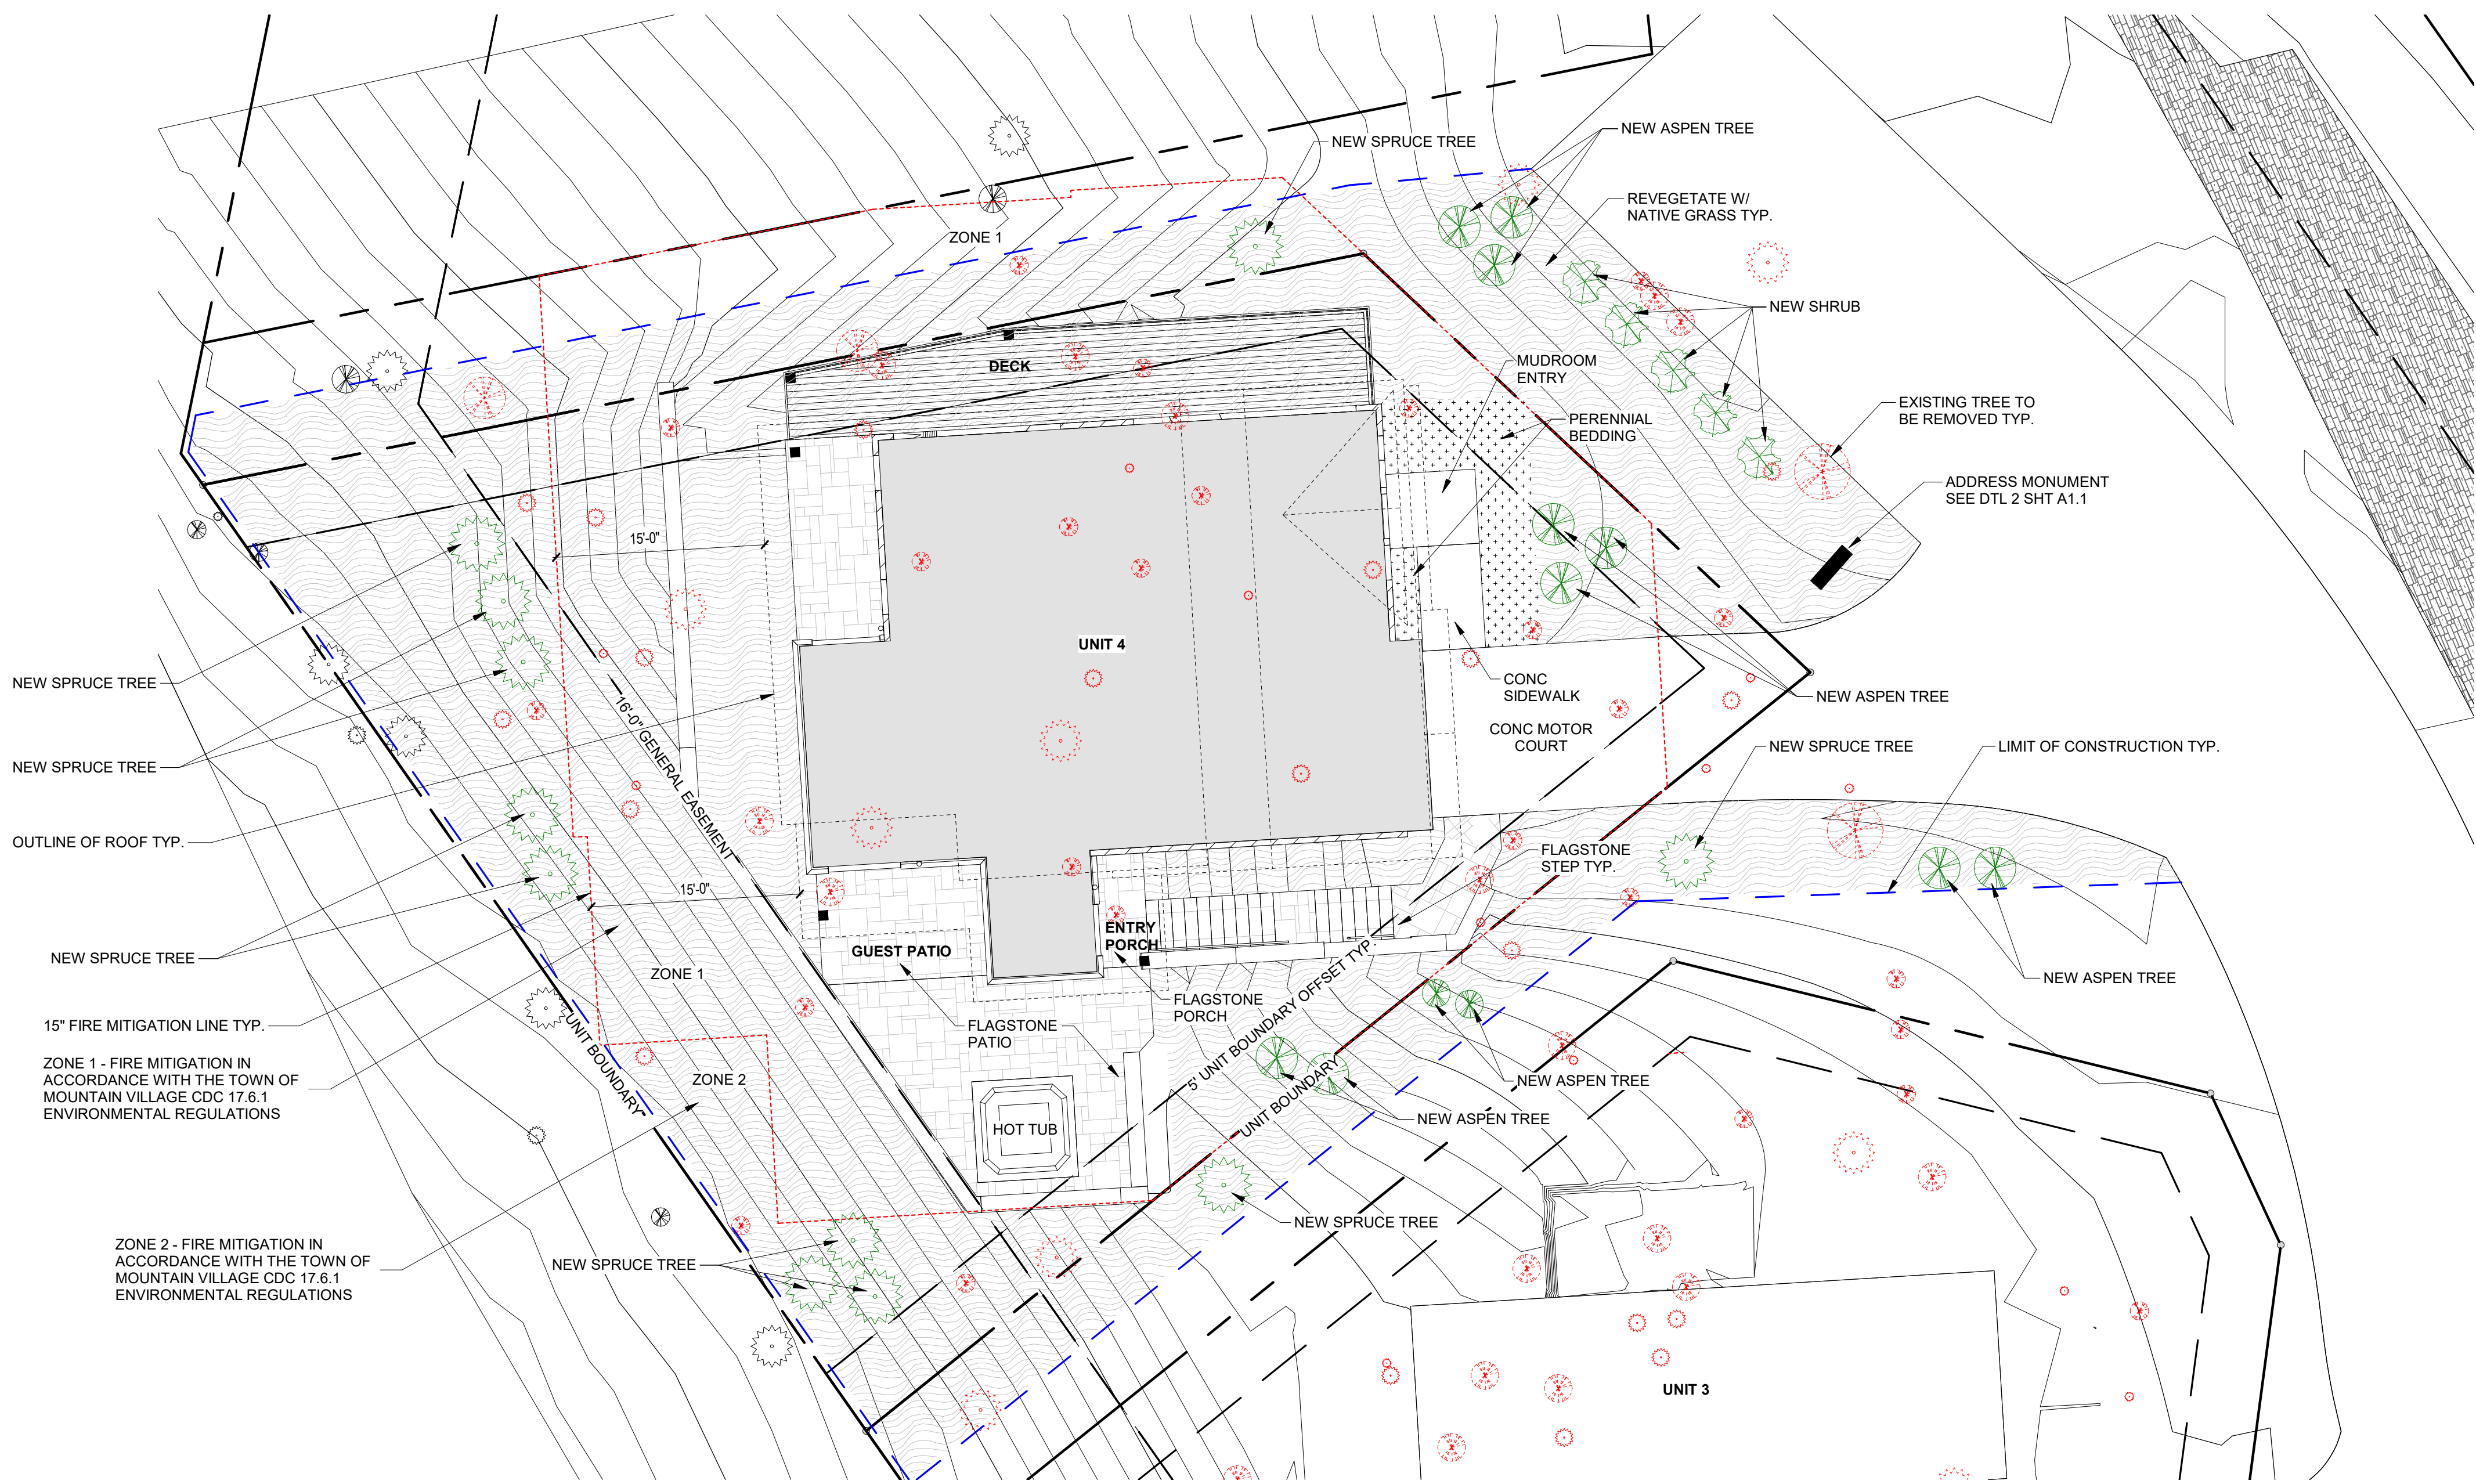 NEW ASPEN TREE
NEW SPRUCE TREE
REVEGETATE W/
NATIVE GRASS TYP.
ZONE 1
NEW SHRUB
DECK
MUDROOM
ENTRY
EXISTING TREE TO
BE REMOVED TYP.
PERENNIAL
BEDDING
ADDRESS MONUMENT
SEE DTL 2 SHT A1.1
15'-0"
UNIT 4
NEW SPRUCE TREE
CONC
SIDEWALK
NEW ASPEN TREE
16'-0" GENERAL EASEMENT
CONC MOTOR
COURT
NEW SPRUCE TREE
LIMIT OF CONSTRUCTION TYP.
NEW SPRUCE TREE
OUTLINE OF ROOF TYP.
FLAGSTONE
STEP TYP.
15'-0"
ENTRY
PORCH
GUEST PATIO
NEW SPRUCE TREE
ZONE 1
NEW ASPEN TREE
FLAGSTONE
PORCH
5' UNIT BOUNDARY OFFSET TYP.
15" FIRE MITIGATION LINE TYP.
FLAGSTONE
PATIO
UNIT BOUNDARY
ZONE 1 - FIRE MITIGATION IN
ACCORDANCE WITH THE TOWN OF
MOUNTAIN VILLAGE CDC 17.6.1
ENVIRONMENTAL REGULATIONS
ZONE 2
NEW ASPEN TREE
UNIT BOUNDARY
NEW ASPEN TREE
HOT TUB
NEW SPRUCE TREE
ZONE 2 - FIRE MITIGATION IN
ACCORDANCE WITH THE TOWN OF
MOUNTAIN VILLAGE CDC 17.6.1
ENVIRONMENTAL REGULATIONS
NEW SPRUCE TREE
UNIT 3